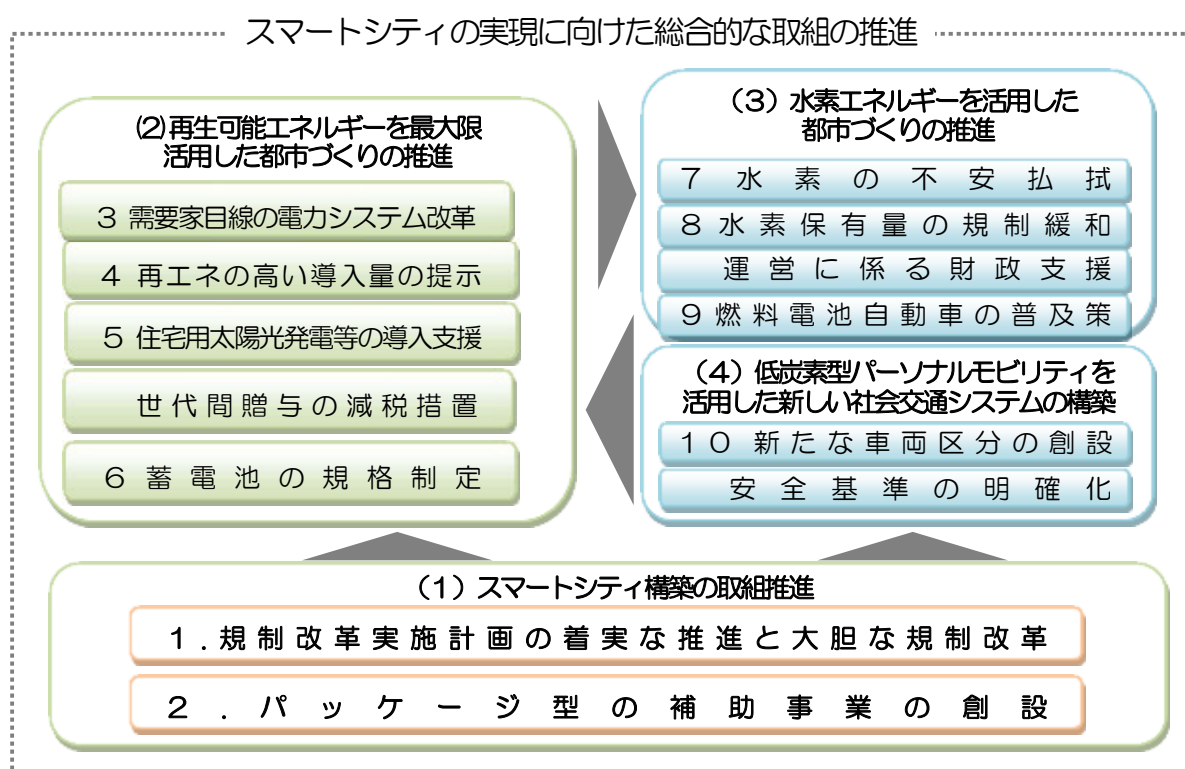 スマートシティの実現に向けた総合的な取組の推進
(2)再生可能エネルギーを最大限
活用した都市づくりの推進
3 需要家目線の電力システム改革
4 再エネの高い導入量の提示
5 住宅用太陽光発電等の導入支援
世代間贈与の減税措置
6 蓄電池の規格制定
(3)水素エネルギーを活用した
都市づくりの推進
7 水素の不安払拭
8 水素保有量の規制緩和
運営に係る財政支援
9 燃料電池自動車の普及策
(4)低炭素型パーソナルモビリティを
活用した新しい社会交通システムの構築
10 新たな車両区分の創設
安全基準の明確化
(1)スマートシティ構築の取組推進
1.規制改革実施計画の着実な推進と大胆な規制改革
2.パッケージ型の補助事業の創設